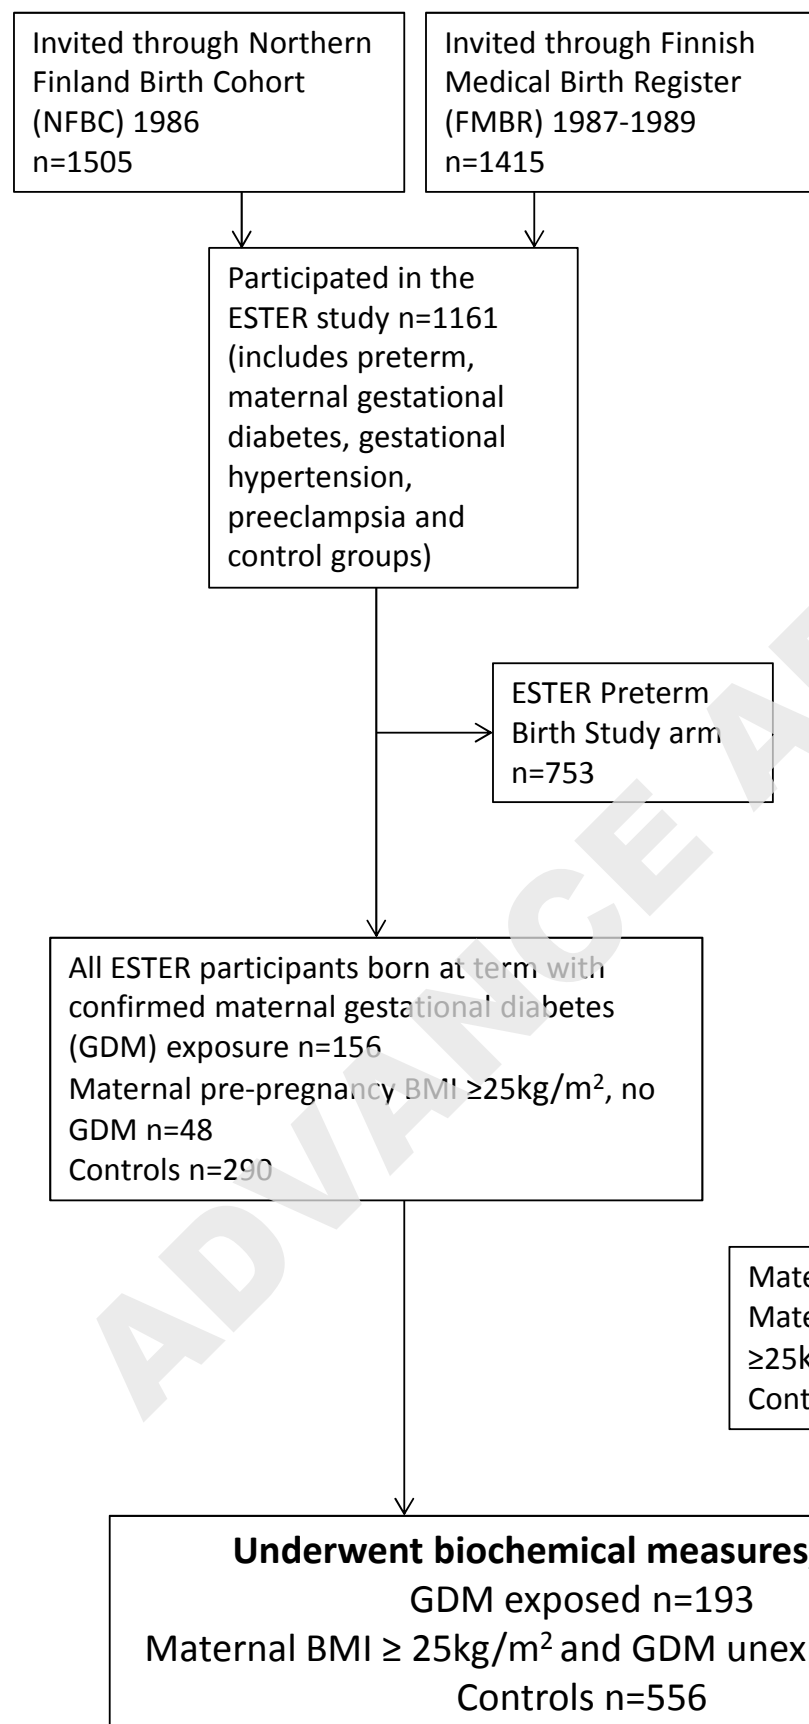 Invited through Northern
Finland Birth Cohort
(NFBC) 1986
n=1505
Invited through Finnish
Medical Birth Register
(FMBR) 1987-1989
n=1415
Participated in the
ESTER study n=1161
(includes preterm,
maternal gestational
diabetes, gestational
hypertension,
preeclampsia and
control groups)
ESTER Preterm
Birth Study arm
n=753
All ESTER participants born at term with
confirmed maternal gestational diabetes
(GDM) exposure n=156
Maternal pre-pregnancy BMI ≥25kg/m², no
GDM n=48
Controls n=290
≥25k
Underwent biochemical measures
GDM exposed n=193
Maternal BMI ≥ 25kg/m² and GDM
Controls n=556
ADVANCE